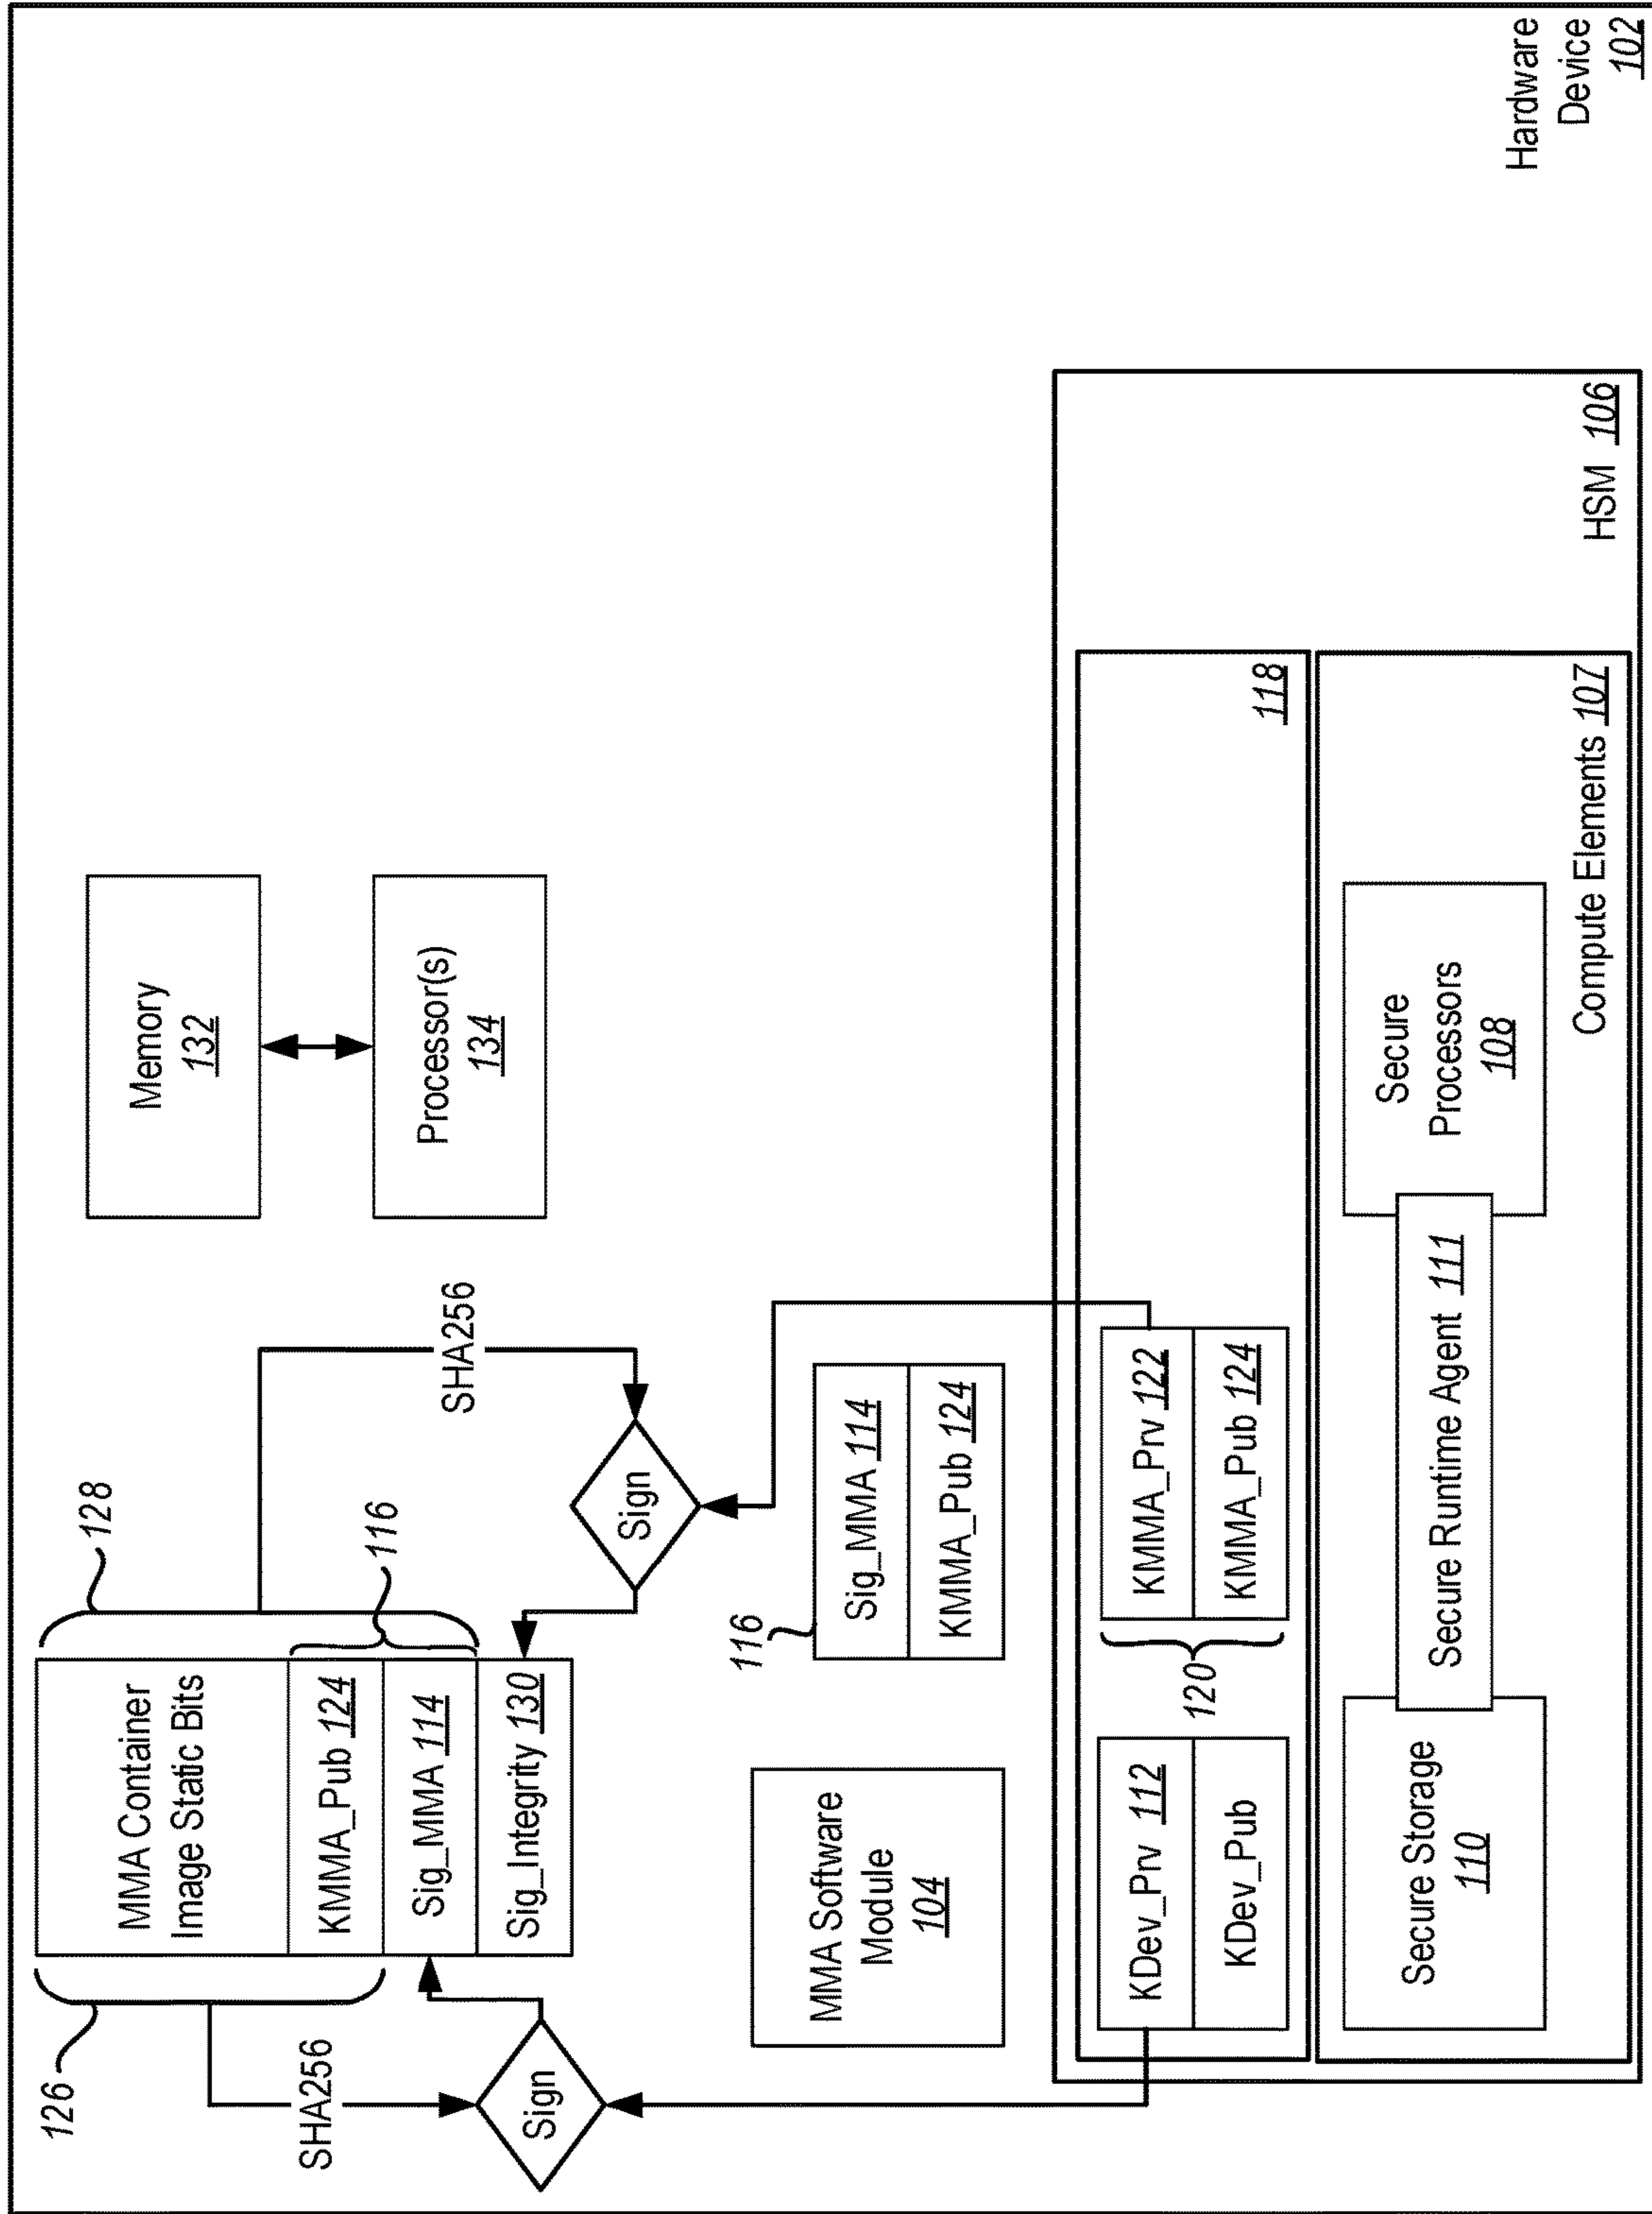 126
SHA256
Sign
MMA Container
Image Static Bits
KMMA_Pub 124
Sig_MMA 114
Sig_Integrity 130
128
116
SHA256
Sign
Memory
132
Processor(s)
134
MMA Software
Module
104
116
Sig_MMA 114
KMMA_Pub 124
KDev_Prv 112
KDev_Pub
120
KMMA_Prv 122
KMMA_Pub 124
118
Secure Storage
110
Secure Runtime Agent 111
Secure
Processors
108
Compute Elements 107
HSM 106
Hardware
Device
102